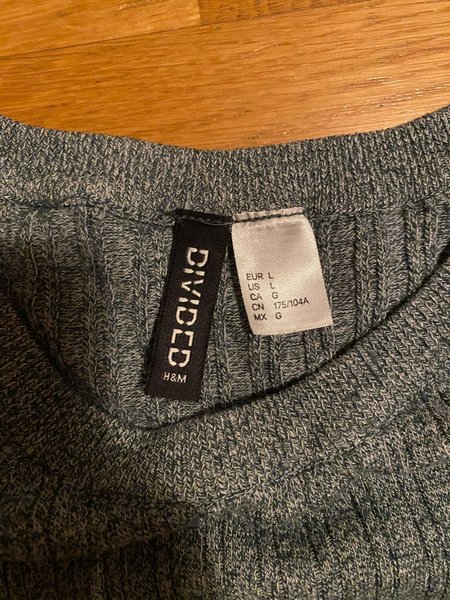 DIVIDED
H&M
EUR L
US L
CA G
CN 175/104A
MX G